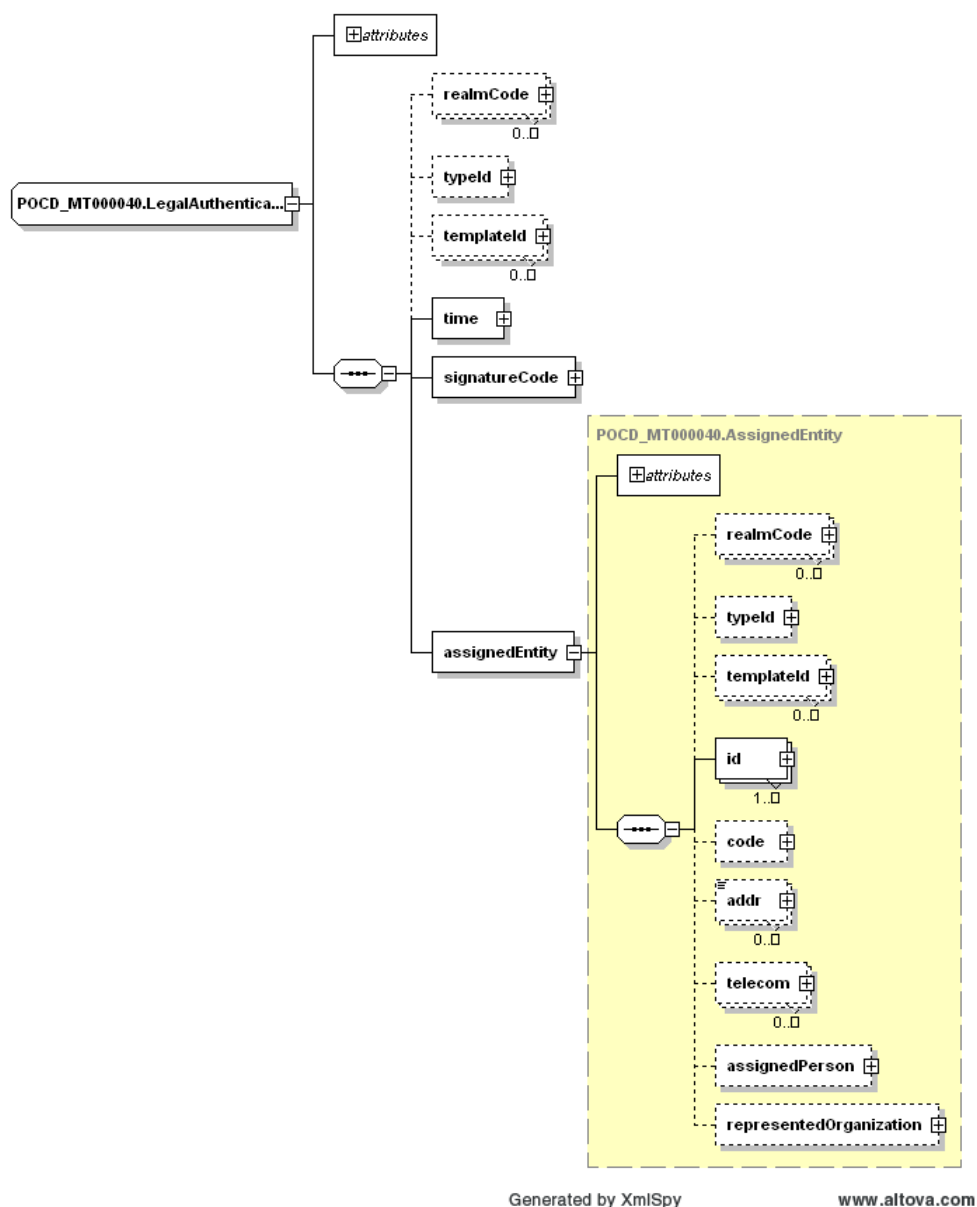 attributes
realmCode
0..□
typeId
templateId
0..□
POCD_MT000040.LegalAuthentica...
time
signatureCode
POCD_MT000040.AssignedEntity
attributes
realmCode
0..□
typeId
templateId
0..□
assignedEntity
id
1..□
code
addr
0..□
telecom
0..□
assignedPerson
representedOrganization
Generated by XmlSpy www.altova.com